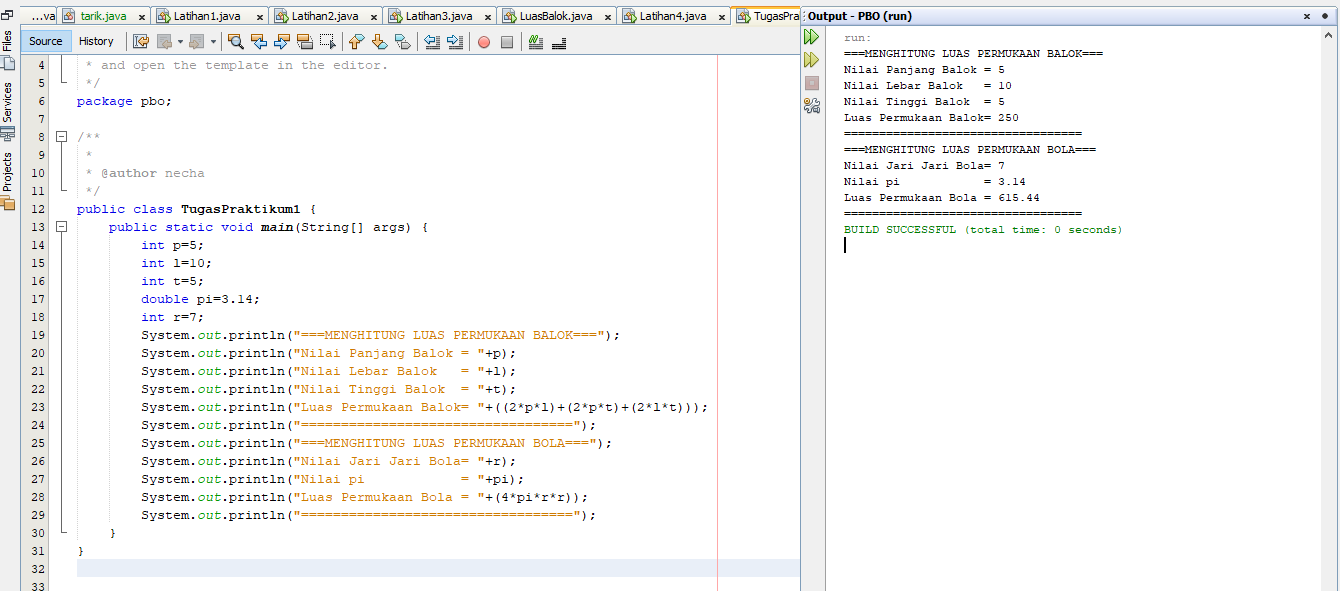 ...va tarik.java Latihan1.java Latihan2.java Latihan3.java LuasBalok.java Latihan4.java TugasPra
Source History
Files
Services
Projects
4 * and open the template in the editor.
5 */
6 package pbo;
7
8 /**
9 *
10 * @author necha
11 */
12 public class TugasPraktikum1 {
13 public static void main(String[] args) {
14 int p=5;
15 int l=10;
16 int t=5;
17 double pi=3.14;
18 int r=7;
19 System.out.println("===MENGHITUNG LUAS PERMUKAAN BALOK===");
20 System.out.println("Nilai Panjang Balok = "+p);
21 System.out.println("Nilai Lebar Balok   = "+l);
22 System.out.println("Nilai Tinggi Balok  = "+t);
23 System.out.println("Luas Permukaan Balok= "+((2*p*l)+(2*p*t)+(2*l*t)));
24 System.out.println("==================================");
25 System.out.println("===MENGHITUNG LUAS PERMUKAAN BOLA===");
26 System.out.println("Nilai Jari Jari Bola= "+r);
27 System.out.println("Nilai pi            = "+pi);
28 System.out.println("Luas Permukaan Bola = "+(4*pi*r*r));
29 System.out.println("==================================");
30 }
31 }
32
33
Output - PBO (run)
run:
===MENGHITUNG LUAS PERMUKAAN BALOK===
Nilai Panjang Balok = 5
Nilai Lebar Balok   = 10
Nilai Tinggi Balok  = 5
Luas Permukaan Balok= 250
==================================
===MENGHITUNG LUAS PERMUKAAN BOLA===
Nilai Jari Jari Bola= 7
Nilai pi            = 3.14
Luas Permukaan Bola = 615.44
==================================
BUILD SUCCESSFUL (total time: 0 seconds)